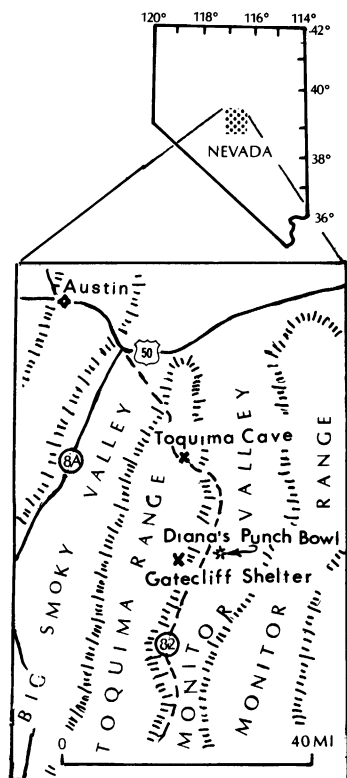 120° 118° 116° 114°
42°
40°
NEVADA
38°
36°
Austin
50
8A
Toquima Cave
Diana's Punch Bowl
Gatecliff Shelter
82
BIG SMOKY VALLEY
TOQUIMA RANGE
MONITOR VALLEY
MONITOR RANGE
0 40 MI